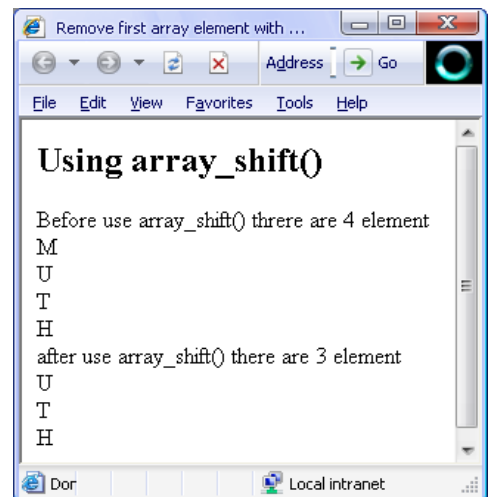 Remove first array element with ...
Address Go
File Edit View Favorites Tools Help
Using array_shift()
Before use array_shift() threre are 4 element
M
U
T
H
after use array_shift() there are 3 element
U
T
H
Dor Local intranet